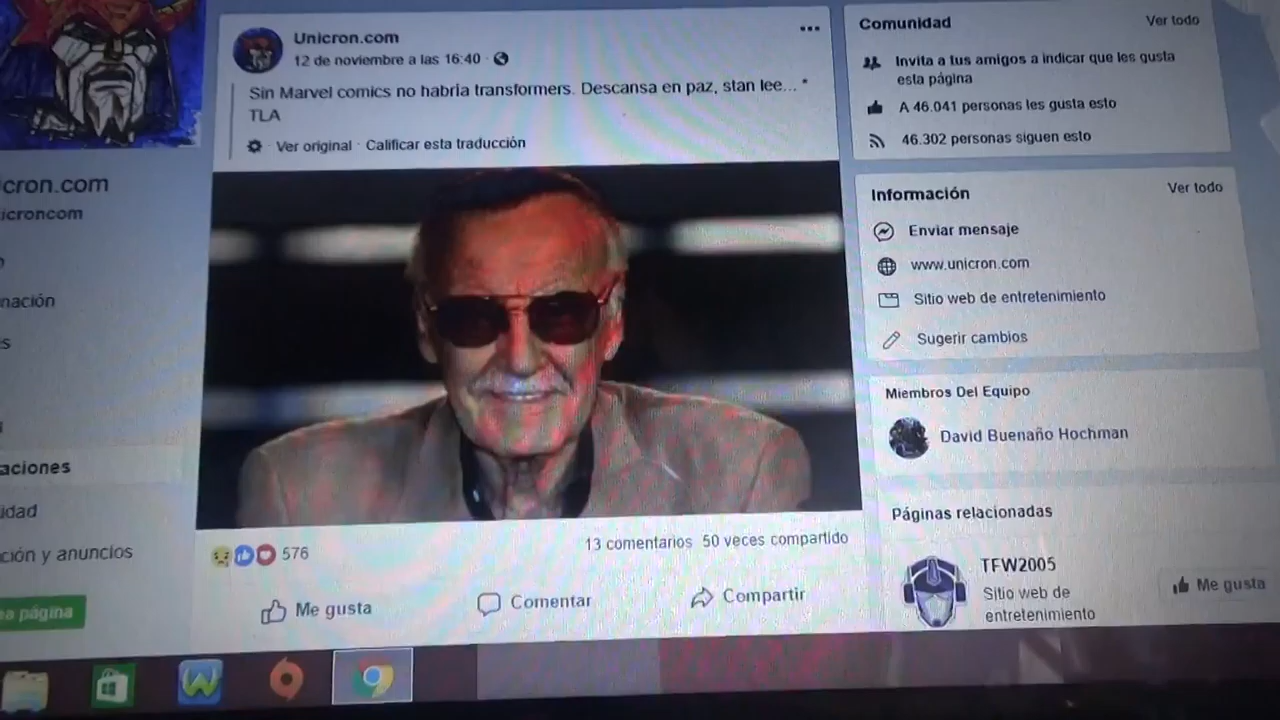 Unicron.com
12 de noviembre a las 16:40
Sin Marvel comics no habría transformers. Descansa en paz, stan lee... *
TLA
Ver original · Calificar esta traducción
576
13 comentarios 50 veces compartido
Me gusta
Comentar
Compartir
cron.com
icroncom
nación
s
aciones
idad
ción y anuncios
a página
Comunidad
Ver todo
Invita a tus amigos a indicar que les gusta
esta página
A 46.041 personas les gusta esto
46.302 personas siguen esto
Información
Ver todo
Enviar mensaje
www.unicron.com
Sitio web de entretenimiento
Sugerir cambios
Miembros Del Equipo
David Buenaño Hochman
Páginas relacionadas
TFW2005
Sitio web de
entretenimiento
Me gusta